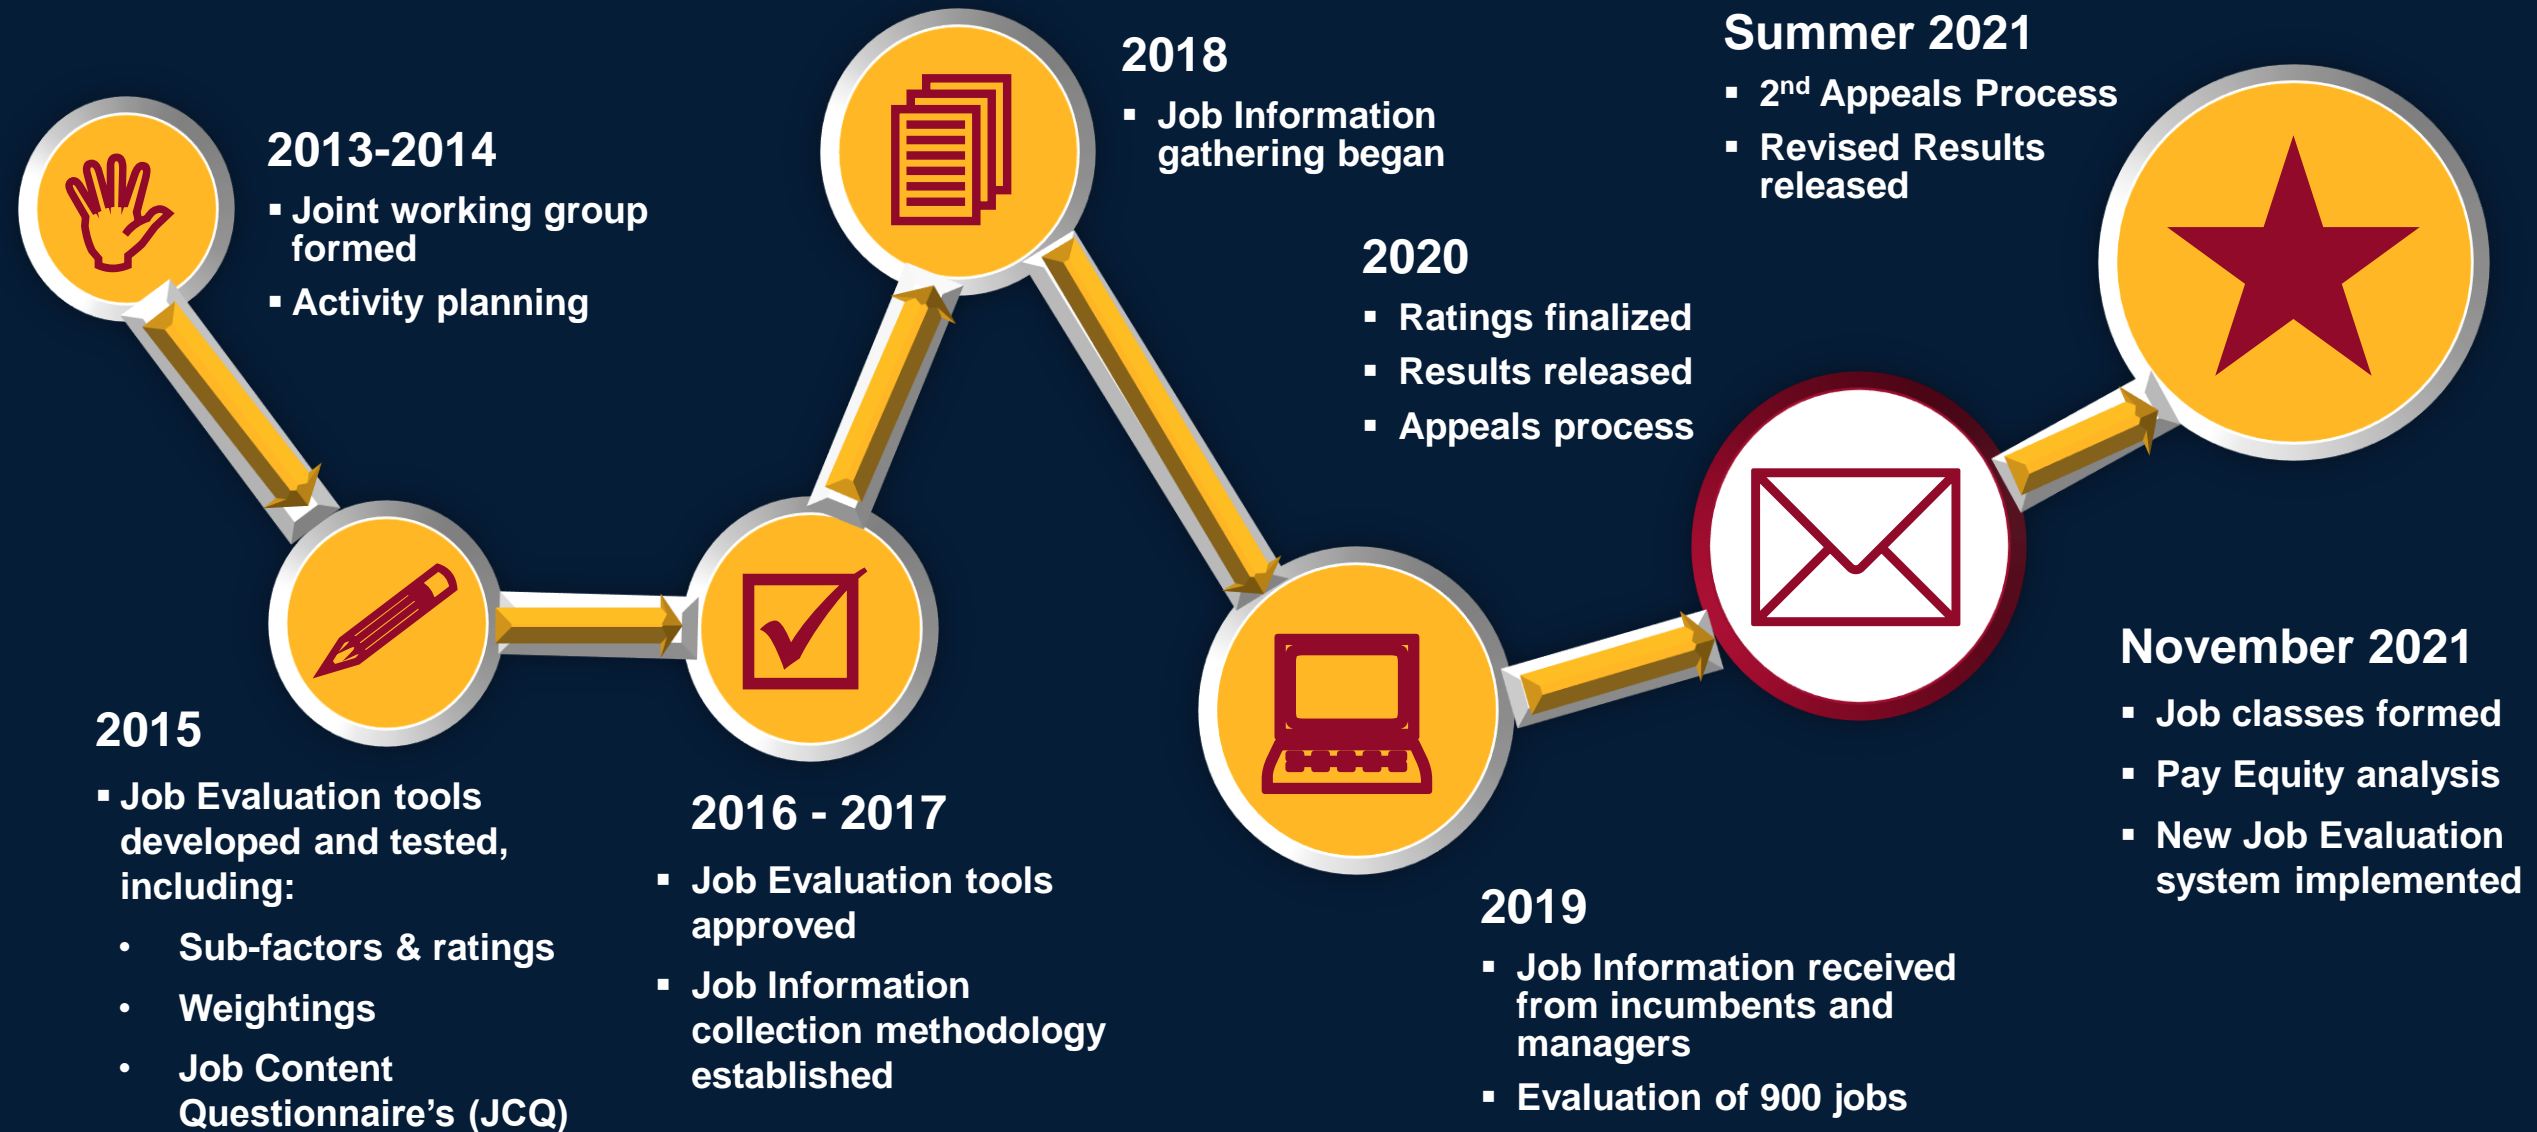 2013-2014
▪ Joint working group
formed
▪ Activity planning
2015
▪ Job Evaluation tools
developed and tested,
including:
• Sub-factors & ratings
• Weightings
• Job Content
Questionnaire’s (JCQ)
2016 - 2017
▪ Job Evaluation tools
approved
▪ Job Information
collection methodology
established
2018
▪ Job Information
gathering began
2019
▪ Job Information received
from incumbents and
managers
▪ Evaluation of 900 jobs
2020
▪ Ratings finalized
▪ Results released
▪ Appeals process
Summer 2021
▪ 2nd Appeals Process
▪ Revised Results
released
November 2021
▪ Job classes formed
▪ Pay Equity analysis
▪ New Job Evaluation
system implemented